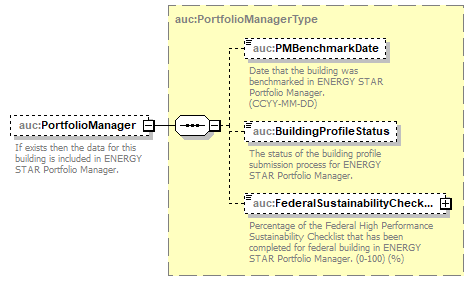 auc:PortfolioManagerType
auc:PMBenchmarkDate
Date that the building was
benchmarked in ENERGY STAR
Portfolio Manager.
(CCYY-MM-DD)
auc:PortfolioManager
If exists then the data for this
building is included in ENERGY
STAR Portfolio Manager.
auc:BuildingProfileStatus
The status of the building profile
submission process for ENERGY
STAR Portfolio Manager.
auc:FederalSustainabilityCheck...
Percentage of the Federal High Performance
Sustainability Checklist that has been
completed for federal building in ENERGY
STAR Portfolio Manager. (0-100) (%)